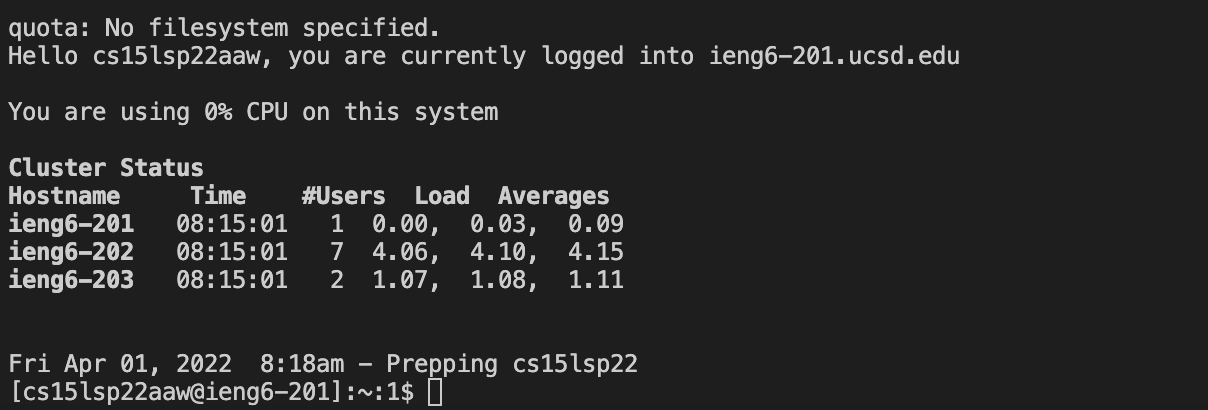 quota: No filesystem specified.
Hello cs15lsp22aaw, you are currently logged into ieng6-201.ucsd.edu
You are using 0% CPU on this system
Cluster Status
Hostname     Time    #Users  Load  Averages
ieng6-201   08:15:01   1  0.00,  0.03,  0.09
ieng6-202   08:15:01   7  4.06,  4.10,  4.15
ieng6-203   08:15:01   2  1.07,  1.08,  1.11
Fri Apr 01, 2022  8:18am - Prepping cs15lsp22
[cs15lsp22aaw@ieng6-201]:~:1$